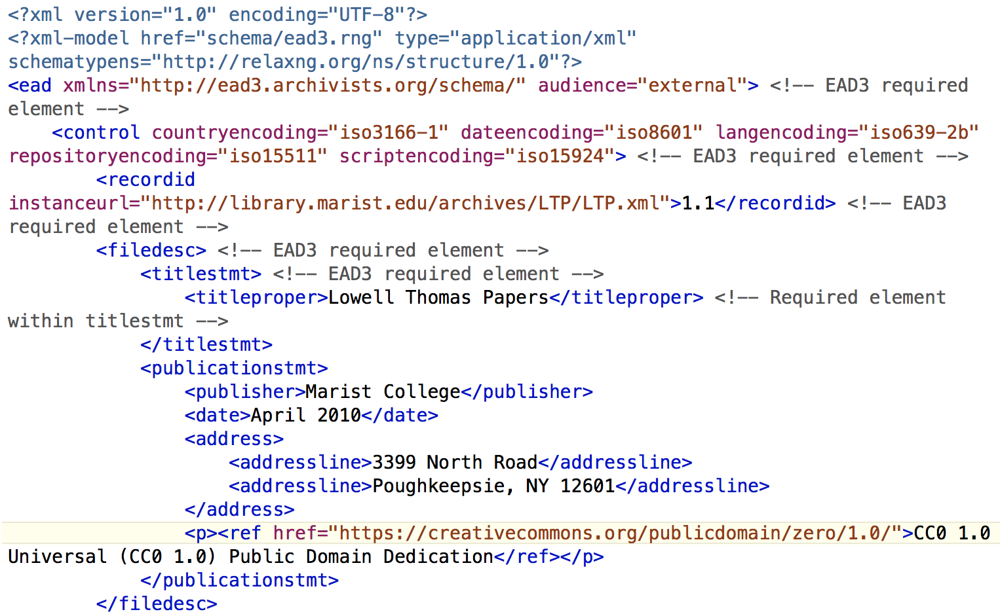 <?xml version="1.0" encoding="UTF-8"?>
<?xml-model href="schema/ead3.rng" type="application/xml"
schematypens="http://relaxng.org/ns/structure/1.0"?>
<ead xmlns="http://ead3.archivists.org/schema/" audience="external"> <!-- EAD3 required
element -->
    <control countryencoding="iso3166-1" dateencoding="iso8601" langencoding="iso639-2b"
repositoryencoding="iso15511" scriptencoding="iso15924"> <!-- EAD3 required element -->
        <recordid
instanceurl="http://library.marist.edu/archives/LTP/LTP.xml">1.1</recordid> <!-- EAD3
required element -->
        <filedesc> <!-- EAD3 required element -->
            <titlestmt> <!-- EAD3 required element -->
                <titleproper>Lowell Thomas Papers</titleproper> <!-- Required element
within titlestmt -->
            </titlestmt>
            <publicationstmt>
                <publisher>Marist College</publisher>
                <date>April 2010</date>
                <address>
                    <addressline>3399 North Road</addressline>
                    <addressline>Poughkeepsie, NY 12601</addressline>
                </address>
                <p><ref href="https://creativecommons.org/publicdomain/zero/1.0/">CC0 1.0
Universal (CC0 1.0) Public Domain Dedication</ref></p>
            </publicationstmt>
        </filedesc>